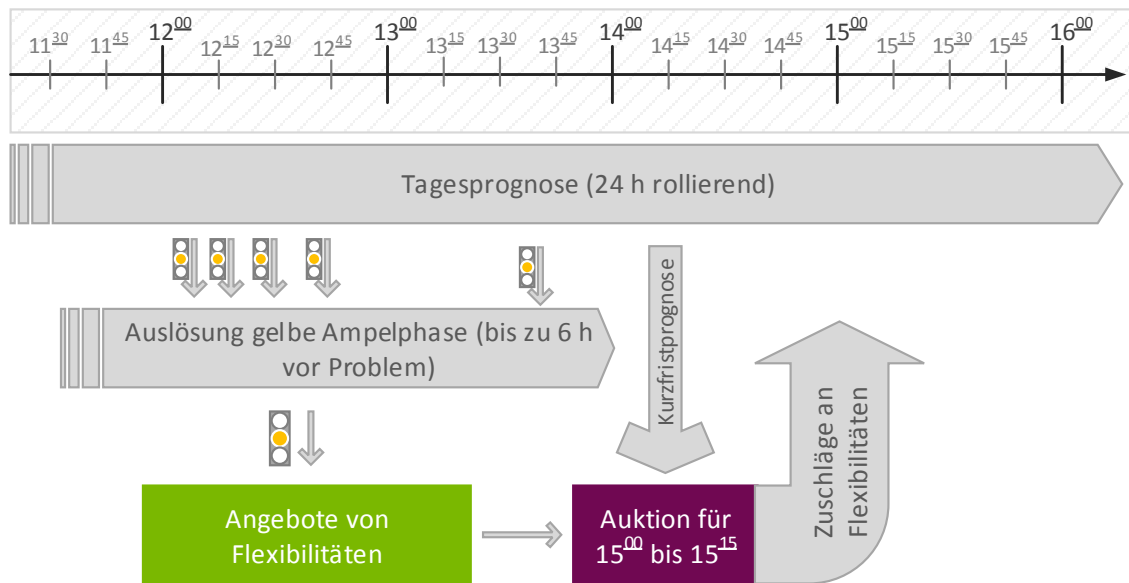 11:30 11:45 12:00 12:15 12:30 12:45 13:00 13:15 13:30 13:45 14:00 14:15 14:30 14:45 15:00 15:15 15:30 15:45 16:00
Tagesprognose (24 h rollierend)
Auslösung gelbe Ampelphase (bis zu 6 h
vor Problem)
Kurzfristprognose
Zuschläge an
Flexibilitäten
Angebote von
Flexibilitäten
Auktion für
15:00 bis 15:15